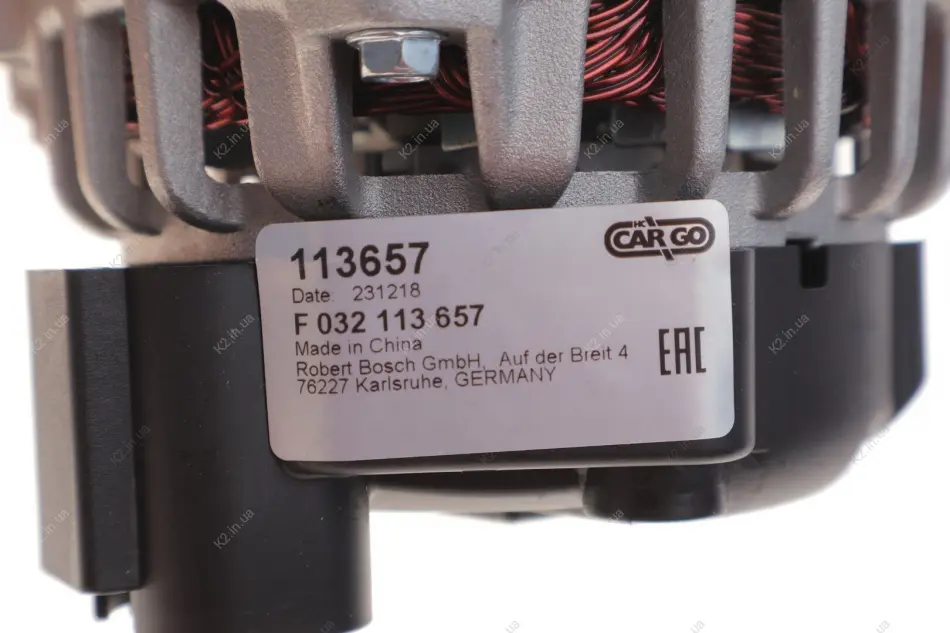 113657
HC
CARGO
Date. 231218
F 032 113 657
Made in China
Robert Bosch GmbH, Auf der Breit 4
76227 Karlsruhe, GERMANY
EAC
K2.in.ua